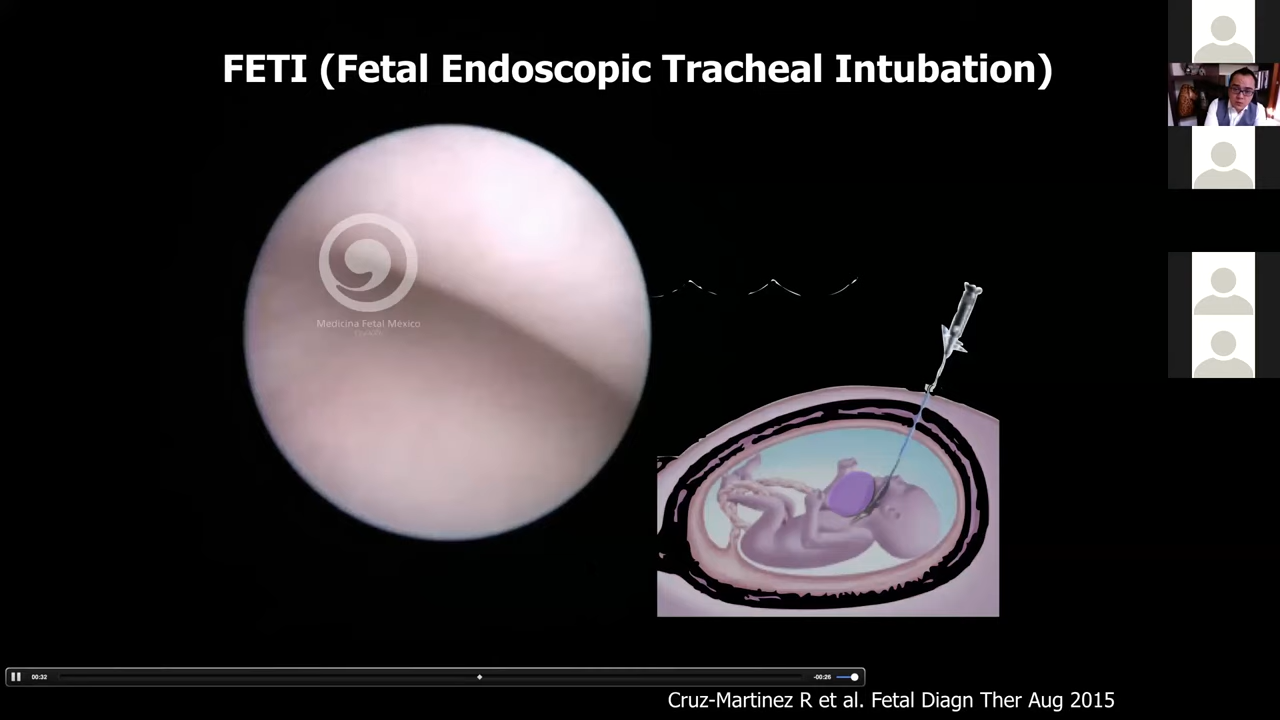 FETI (Fetal Endoscopic Tracheal Intubation)
Medicina Fetal México
00:32
-00:26
Cruz-Martinez R et al. Fetal Diagn Ther Aug 2015